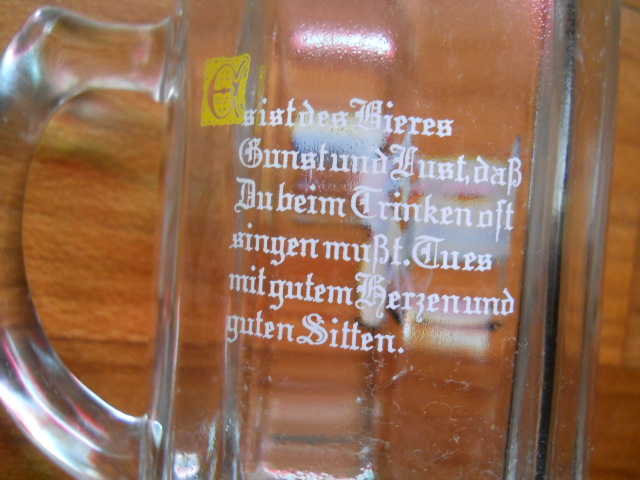 Es ist des Bieres
Gunst und Lust, daß
Du beim Trinken oft
singen mußt. Tu es
mit gutem Herzen und
guten Sitten.